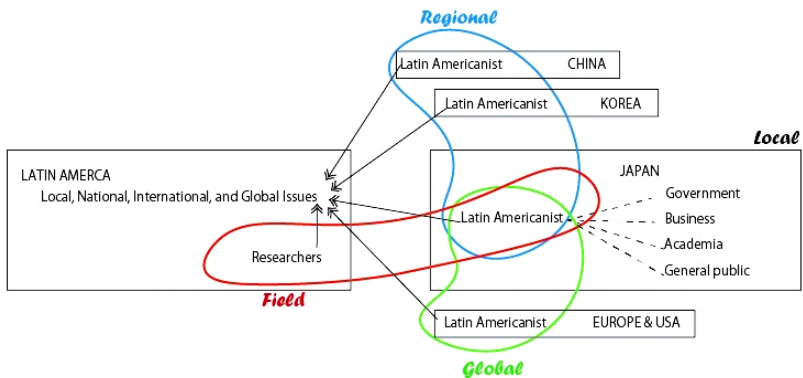 Regional
Latin Americanist CHINA
Latin Americanist KOREA
Local
LATIN AMERCA
Local, National, International, and Global Issues
JAPAN
Government
Latin Americanist
Business
Academia
Researchers
General public
Field
Latin Americanist EUROPE & USA
Global